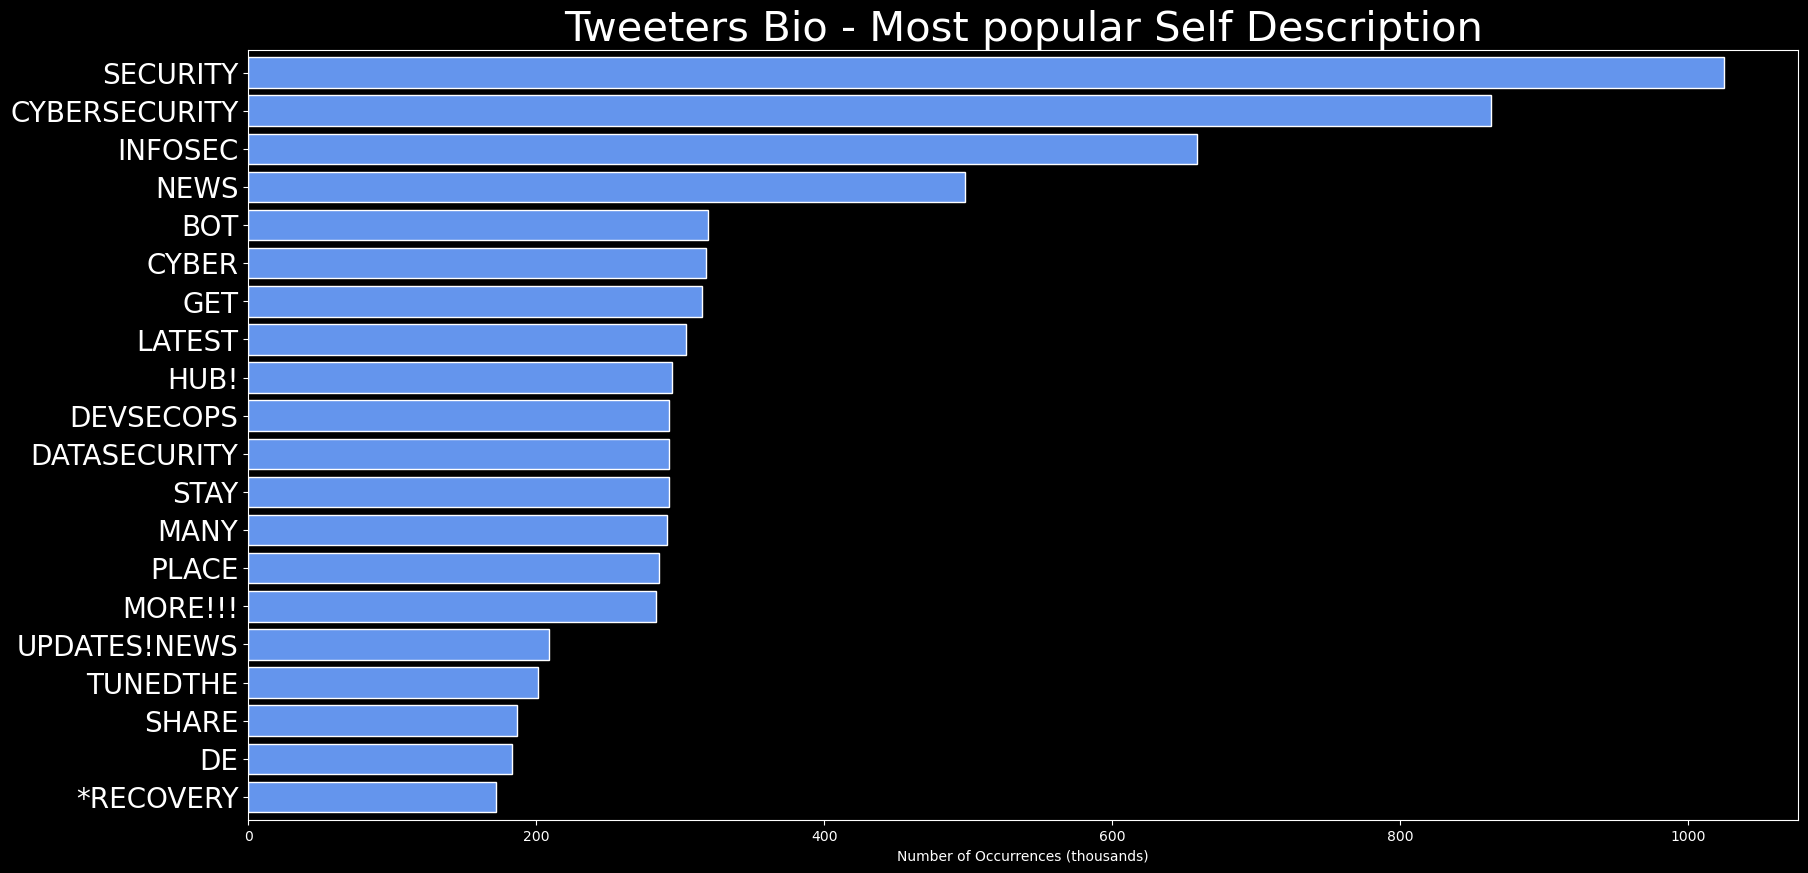 Tweeters Bio - Most popular Self Description
SECURITY
CYBERSECURITY
INFOSEC
NEWS
BOT
CYBER
GET
LATEST
HUB!
DEVSECOPS
DATASECURITY
STAY
MANY
PLACE
MORE!!!
UPDATES!NEWS
TUNEDTHE
SHARE
DE
*RECOVERY
0 200 400 600 800 1000
Number of Occurrences (thousands)